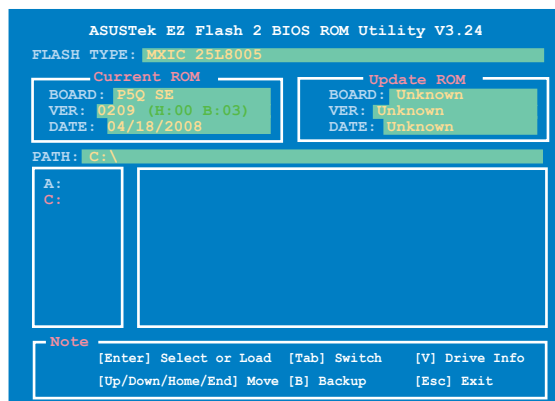 ASUSTek EZ Flash 2 BIOS ROM Utility V3.24
FLASH TYPE: MXIC 25L8005
Current ROM
BOARD: P5Q SE
VER: 0209 (H:00 B:03)
DATE: 04/18/2008
Update ROM
BOARD: Unknown
VER: Unknown
DATE: Unknown
PATH: C:\
A:
C:
Note
[Enter] Select or Load [Tab] Switch [V] Drive Info
[Up/Down/Home/End] Move [B] Backup [Esc] Exit